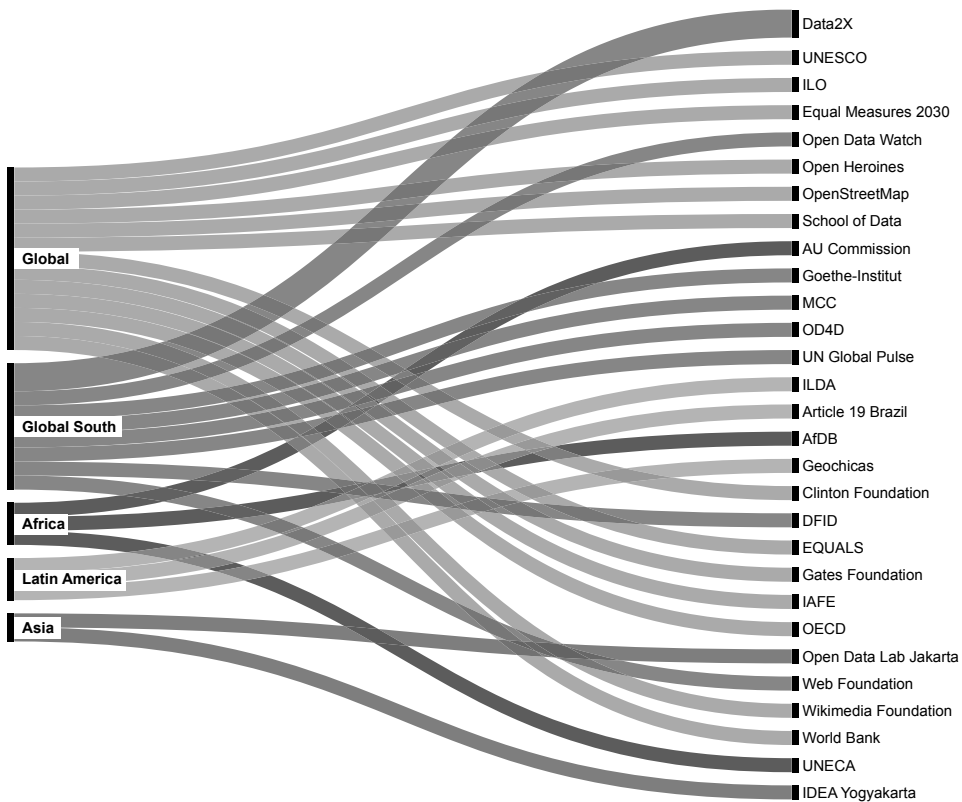 Global
Global South
Africa
Latin America
Asia
Data2X
UNESCO
ILO
Equal Measures 2030
Open Data Watch
Open Heroines
OpenStreetMap
School of Data
AU Commission
Goethe-Institut
MCC
OD4D
UN Global Pulse
ILDA
Article 19 Brazil
AfDB
Geochicas
Clinton Foundation
DFID
EQUALS
Gates Foundation
IAFE
OECD
Open Data Lab Jakarta
Web Foundation
Wikimedia Foundation
World Bank
UNECA
IDEA Yogyakarta